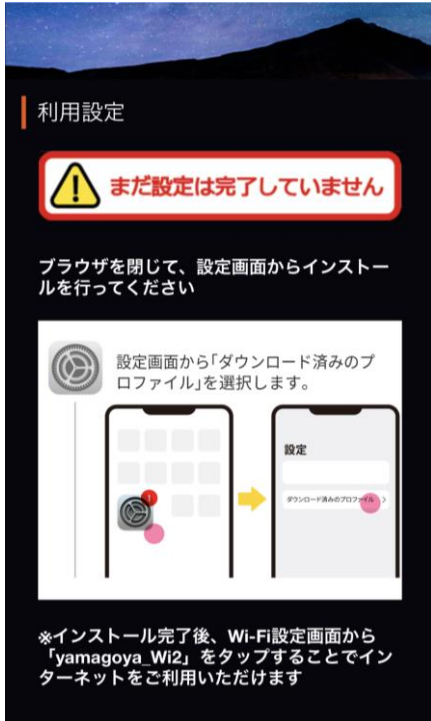 利用設定
まだ設定は完了していません
ブラウザを閉じて、設定画面からインストー
ルを行ってください
設定画面から「ダウンロード済みのプ
ロファイル」を選択します。
1
設定
ダウンロード済みのプロファイル
※インストール完了後、Wi-Fi設定画面から
「yamagoya_Wi2」をタップすることでイン
ターネットをご利用いただけます